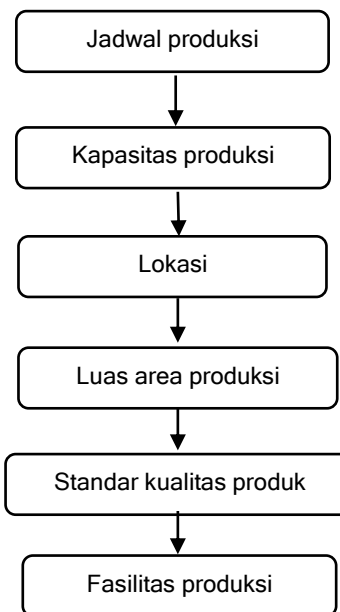 Jadwal produksi
Kapasitas produksi
Lokasi
Luas area produksi
Standar kualitas produk
Fasilitas produksi